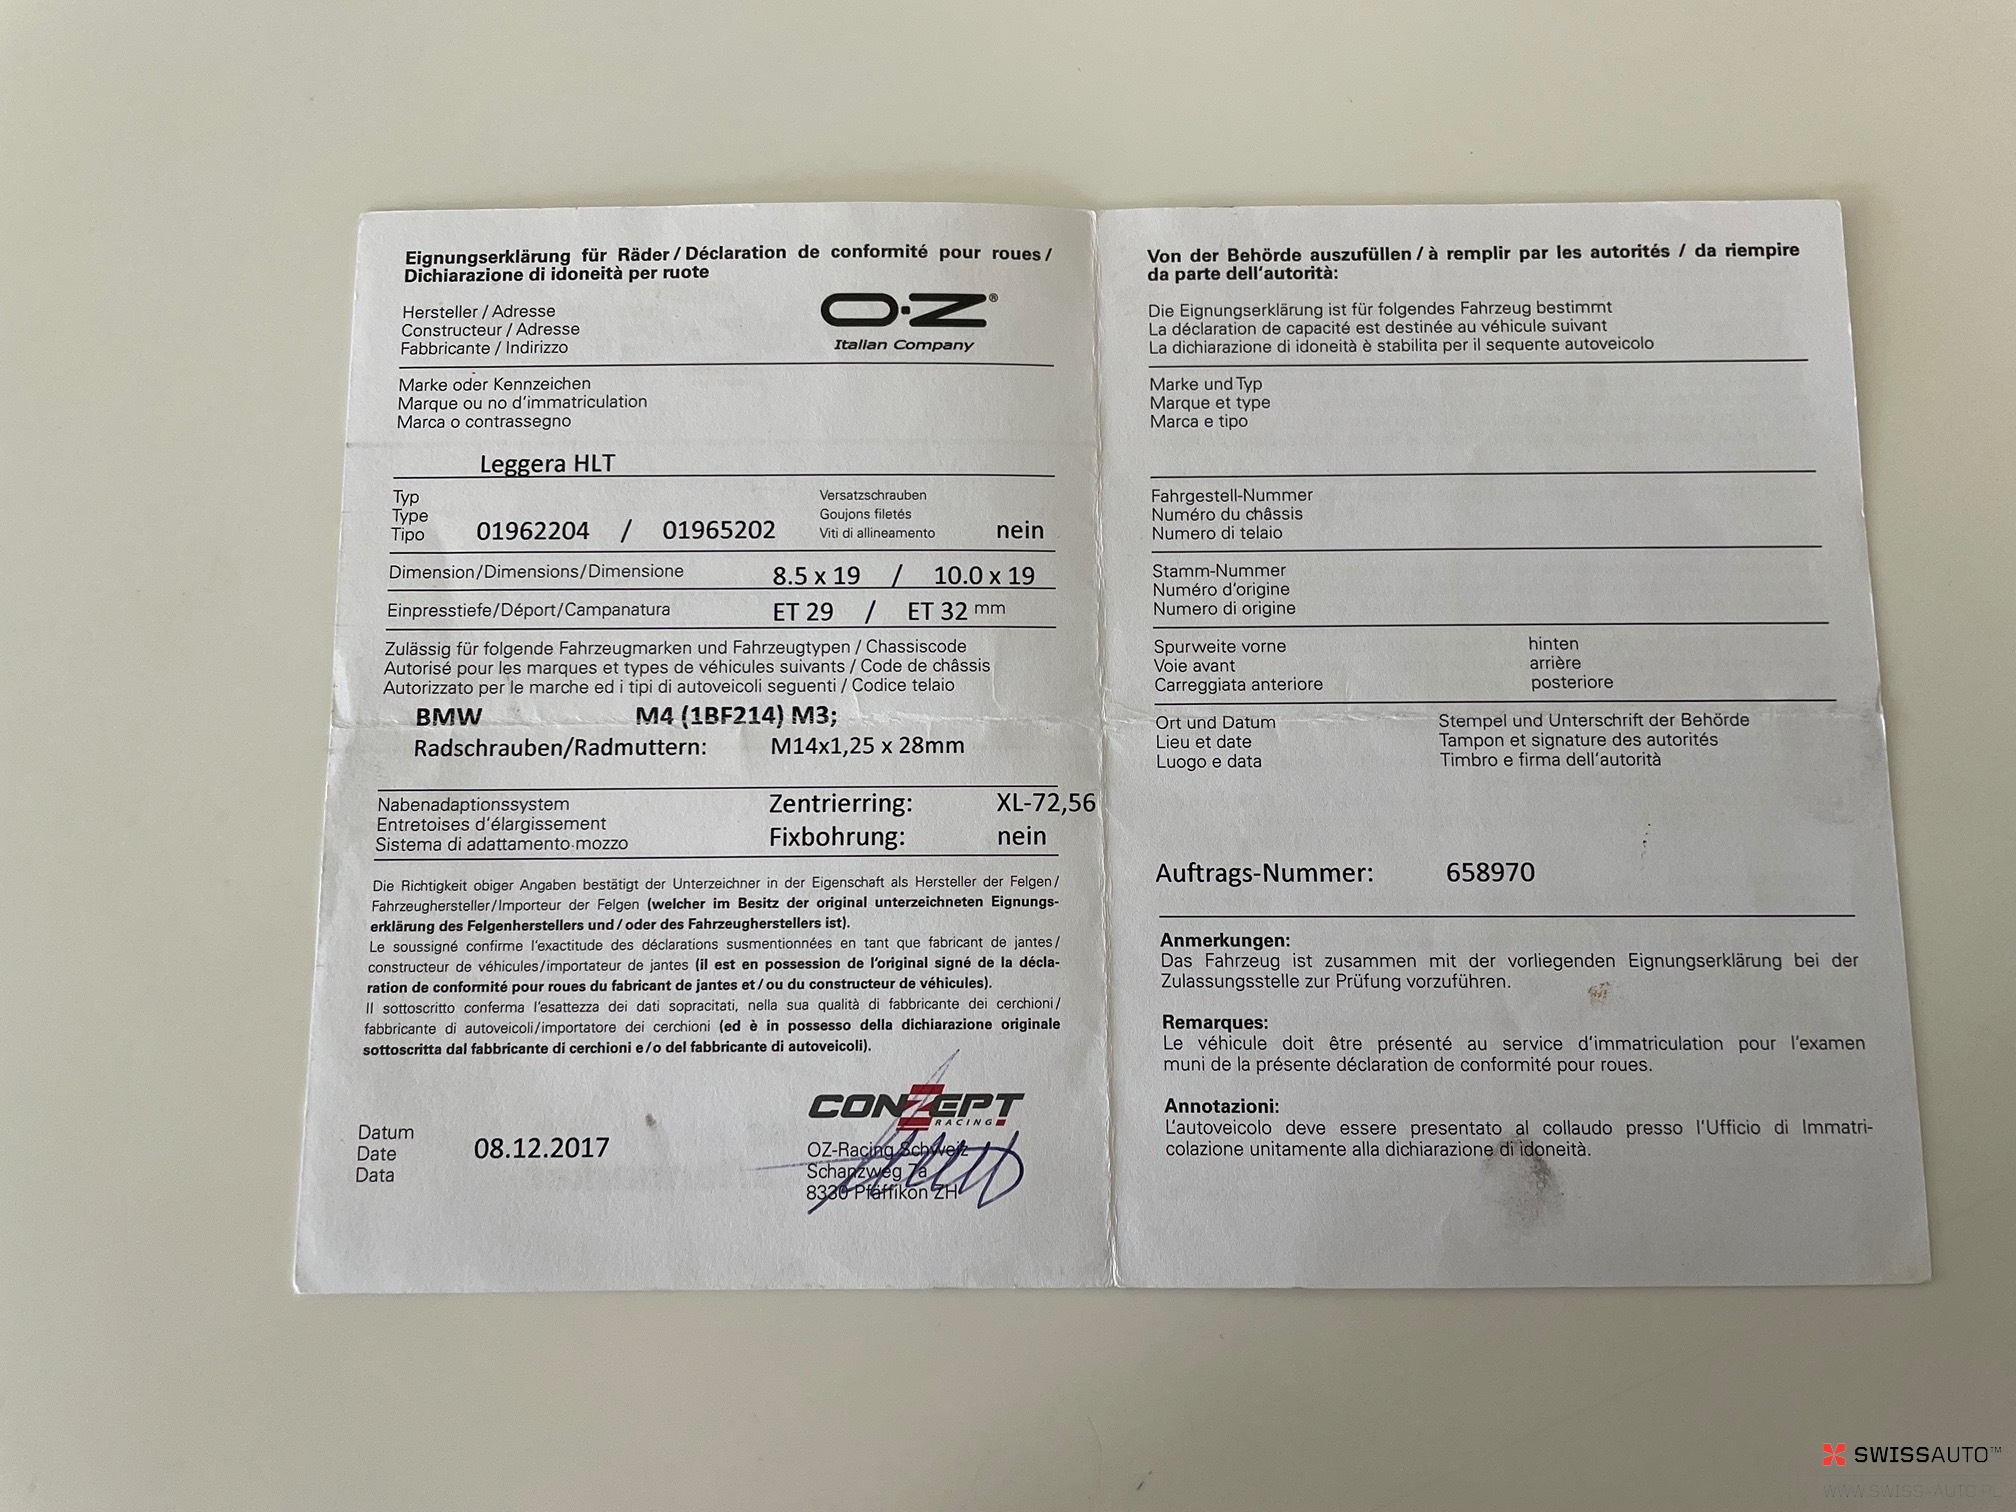 Eignungserklärung für Räder / Déclaration de conformité pour roues /
Dichiarazione di idoneità per ruote
Hersteller / Adresse
Constructeur / Adresse
Fabbricante / Indirizzo
O·Z®
Italian Company
Marke oder Kennzeichen
Marque ou no d'immatriculation
Marca o contrassegno
Leggera HLT
Typ
Type
Tipo
01962204 / 01965202
Versatzschrauben
Goujons filetés
Viti di allineamento
nein
Dimension/Dimensions/Dimensione 8.5 x 19 / 10.0 x 19
Einpresstiefe/Déport/Campanatura ET 29 / ET 32 mm
Zulässig für folgende Fahrzeugmarken und Fahrzeugtypen / Chassiscode
Autorisé pour les marques et types de véhicules suivants / Code de châssis
Autorizzato per le marche ed i tipi di autoveicoli seguenti / Codice telaio
BMW M4 (1BF214) M3;
Radschrauben/Radmuttern: M14x1,25 x 28mm
Nabenadaptionssystem
Entretoises d'élargissement
Sistema di adattamento mozzo
Zentrierring: XL-72,56
Fixbohrung: nein
Die Richtigkeit obiger Angaben bestätigt der Unterzeichner in der Eigenschaft als Hersteller der Felgen/
Fahrzeughersteller/Importeur der Felgen (welcher im Besitz der original unterzeichneten Eignungs-
erklärung des Felgenherstellers und/oder des Fahrzeugherstellers ist).
Le soussigné confirme l'exactitude des déclarations susmentionnées en tant que fabricant de jantes/
constructeur de véhicules/importateur de jantes (il est en possession de l'original signé de la décla-
ration de conformité pour roues du fabricant de jantes et/ou du constructeur de véhicules).
Il sottoscritto conferma l'esattezza dei dati sopracitati, nella sua qualità di fabbricante dei cerchioni/
fabbricante di autoveicoli/importatore dei cerchioni (ed è in possesso della dichiarazione originale
sottoscritta dal fabbricante di cerchioni e/o del fabbricante di autoveicoli).
Datum
Date
Data
08.12.2017
CONZEPT
RACING!
OZ-Racing Schweiz
Schanzweg 7a
8330 Pfäffikon ZH
Von der Behörde auszufüllen / à remplir par les autorités / da riempire
da parte dell'autorità:
Die Eignungserklärung ist für folgendes Fahrzeug bestimmt
La déclaration de capacité est destinée au véhicule suivant
La dichiarazione di idoneità è stabilita per il sequente autoveicolo
Marke und Typ
Marque et type
Marca e tipo
Fahrgestell-Nummer
Numéro du châssis
Numero di telaio
Stamm-Nummer
Numéro d'origine
Numero di origine
Spurweite vorne hinten
Voie avant arrière
Carreggiata anteriore posteriore
Ort und Datum Stempel und Unterschrift der Behörde
Lieu et date Tampon et signature des autorités
Luogo e data Timbro e firma dell'autorità
Auftrags-Nummer: 658970
Anmerkungen:
Das Fahrzeug ist zusammen mit der vorliegenden Eignungserklärung bei der
Zulassungsstelle zur Prüfung vorzuführen.
Remarques:
Le véhicule doit être présenté au service d'immatriculation pour l'examen
muni de la présente déclaration de conformité pour roues.
Annotazioni:
L'autoveicolo deve essere presentato al collaudo presso l'Ufficio di Immatri-
colazione unitamente alla dichiarazione di idoneità.
SWISSAUTO™
WWW.SWISS-AUTO.PL